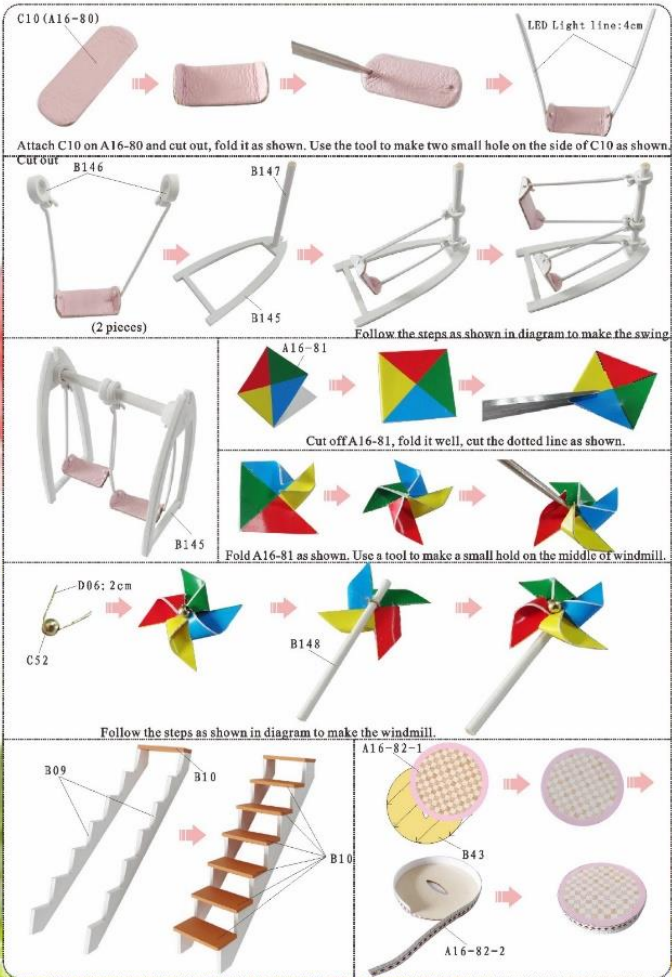 C10(A16-80)
LED Light line:4cm
Attach C10 on A16-80 and cut out, fold it as shown. Use the tool to make two small hole on the side of C10 as shown.
Cut out
B146
B147
B145
(2 pieces)
Follow the steps as shown in diagram to make the swing
A16-81
Cut off A16-81, fold it well, cut the dotted line as shown.
B145
Fold A16-81 as shown. Use a tool to make a small hold on the middle of windmill.
D06: 2cm
C52
B148
Follow the steps as shown in diagram to make the windmill.
B09
B10
B10
A16-82-1
B43
A16-82-2